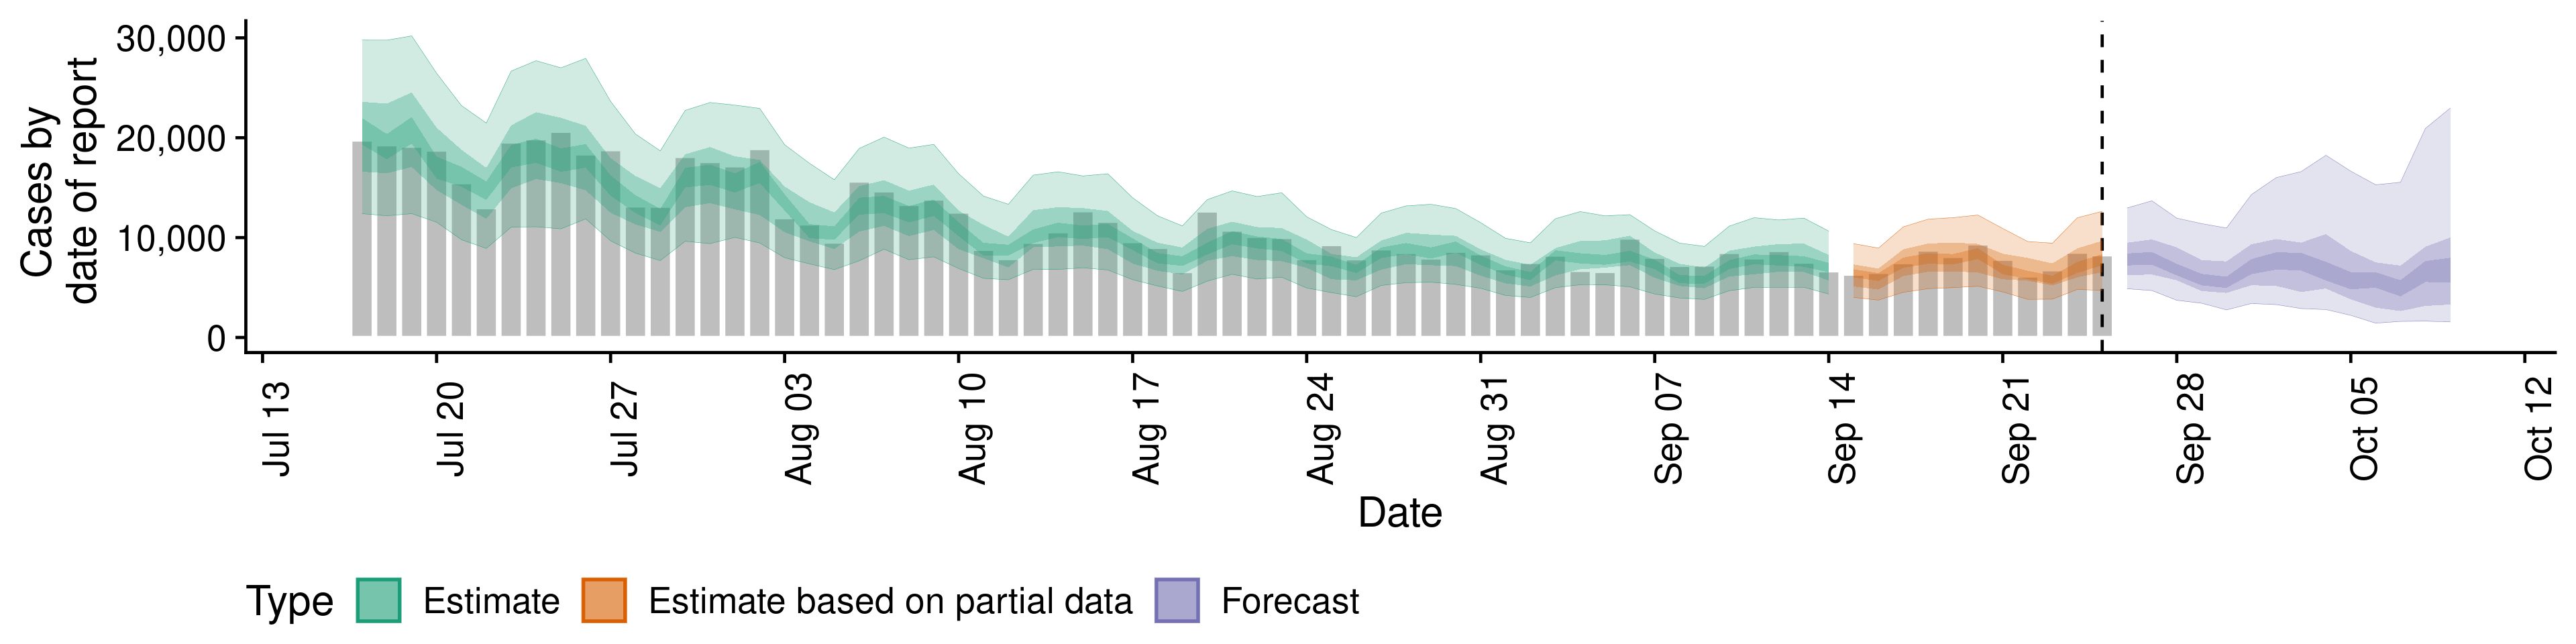 Cases by
date of report
30,000
20,000
10,000
0
Jul 13
Jul 20
Jul 27
Aug 03
Aug 10
Aug 17
Aug 24
Aug 31
Sep 07
Sep 14
Sep 21
Sep 28
Oct 05
Oct 12
Date
Type Estimate Estimate based on partial data Forecast